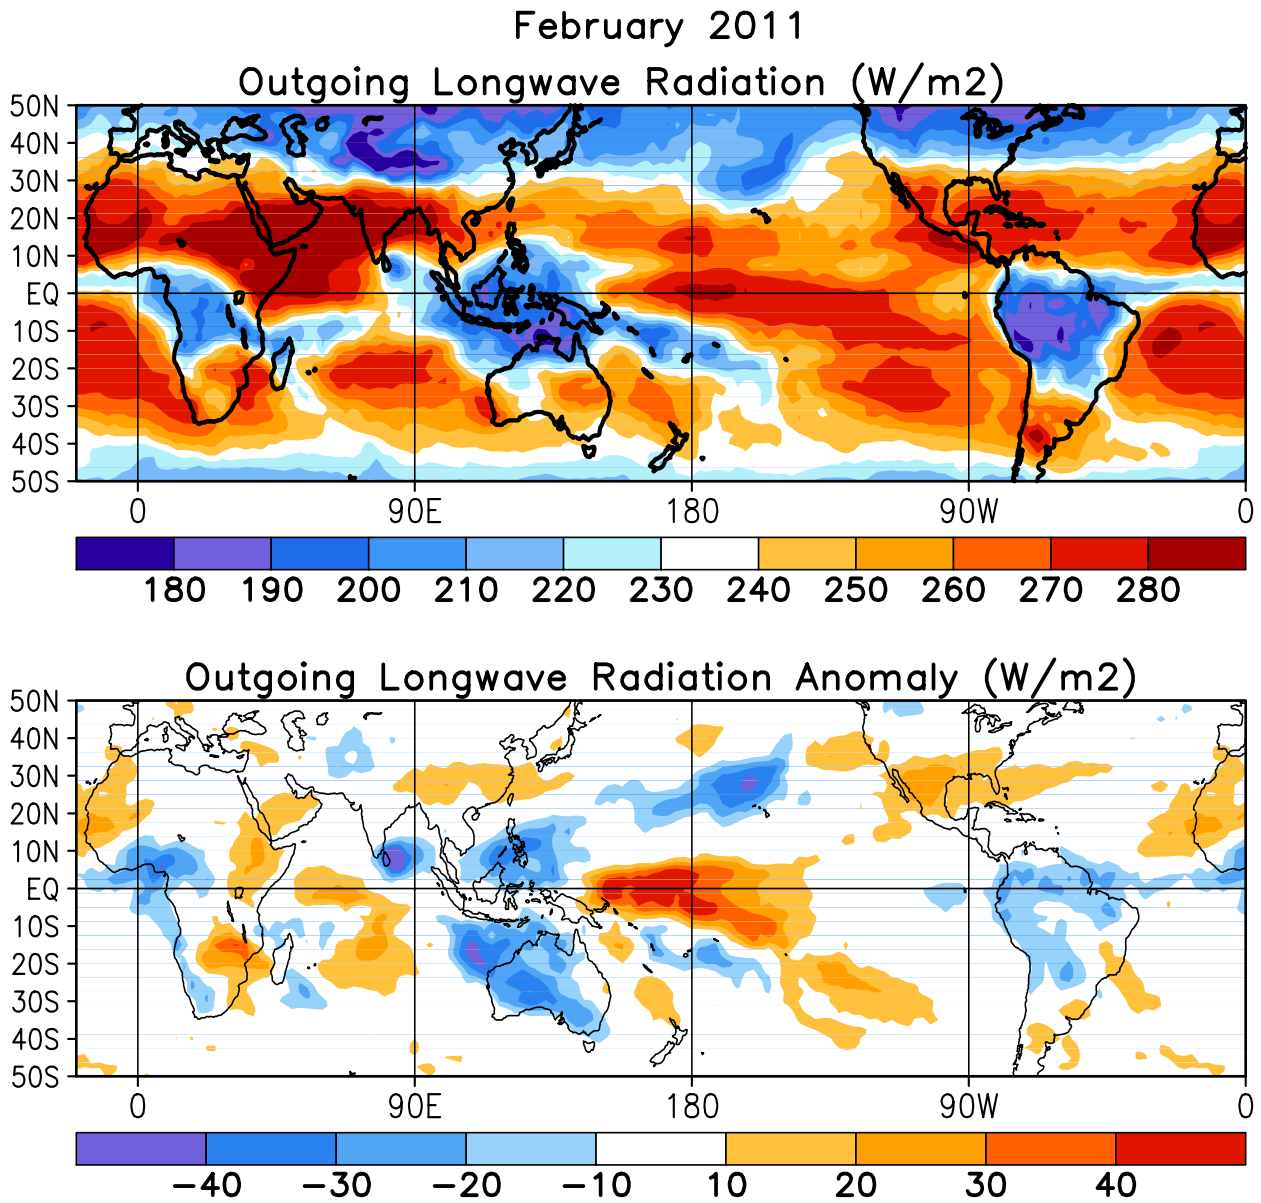 February 2011
Outgoing Longwave Radiation (W/m2)
50N
40N
30N
20N
10N
EQ
10S
20S
30S
40S
50S
0 90E 180 90W 0
180 190 200 210 220 230 240 250 260 270 280
Outgoing Longwave Radiation Anomaly (W/m2)
50N
40N
30N
20N
10N
EQ
10S
20S
30S
40S
50S
0 90E 180 90W 0
−40 −30 −20 −10 10 20 30 40